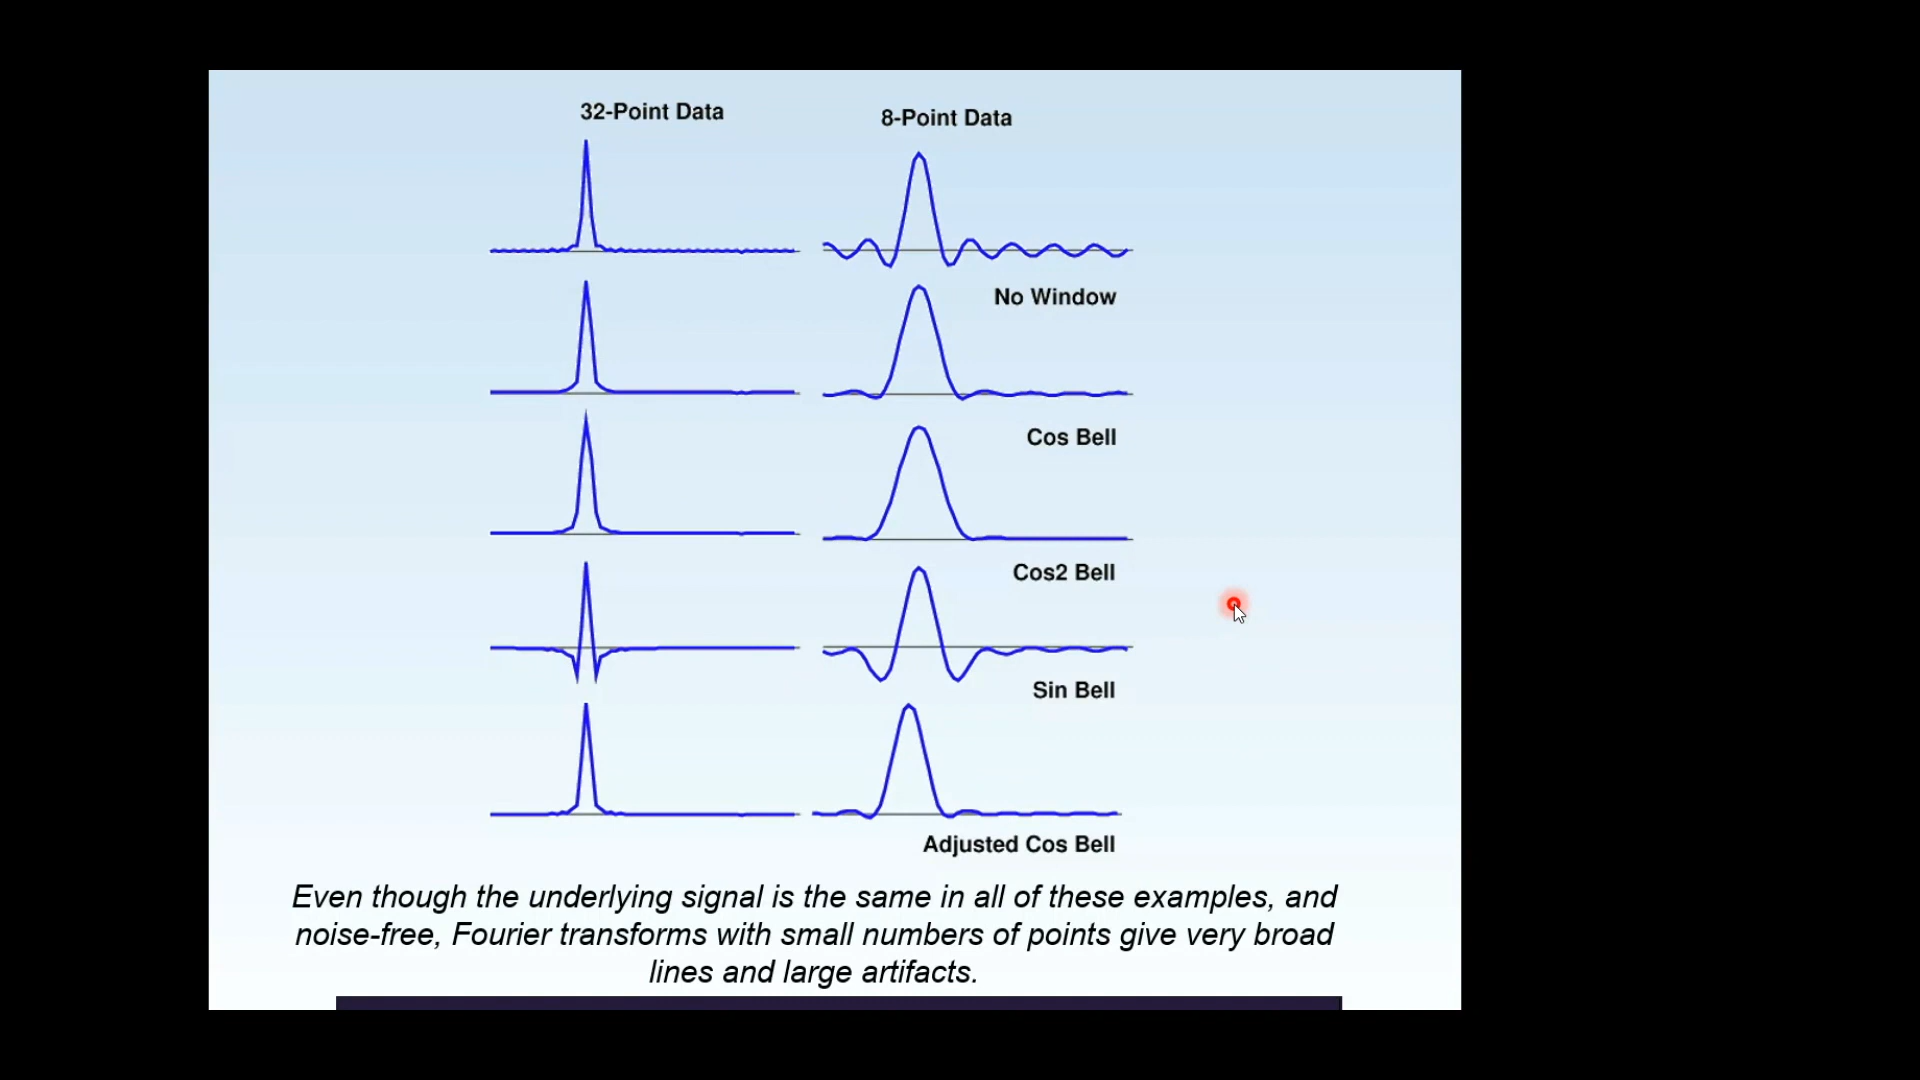 32-Point Data
8-Point Data
No Window
Cos Bell
Cos2 Bell
Sin Bell
Adjusted Cos Bell
Even though the underlying signal is the same in all of these examples, and
noise-free, Fourier transforms with small numbers of points give very broad
lines and large artifacts.